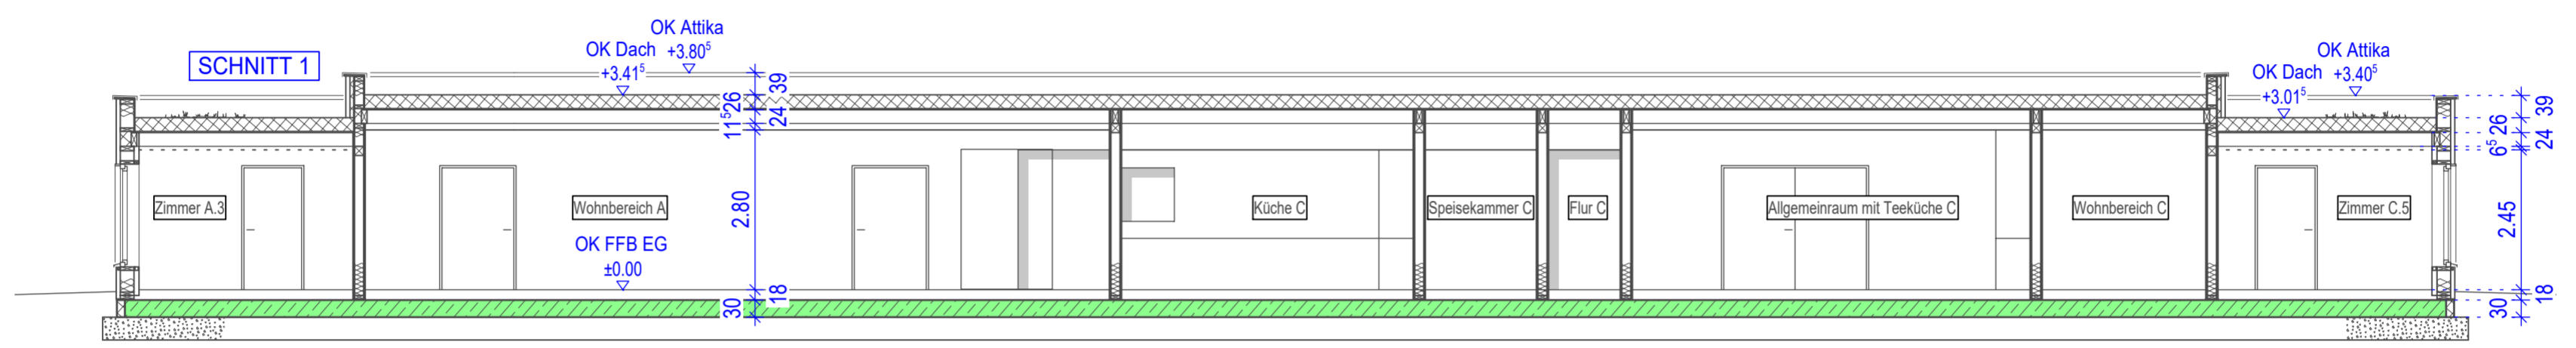 SCHNITT 1
OK Attika
+3.80⁵
OK Dach
+3.41⁵
39
26
24
11⁵
2.80
18
30
OK FFB EG
±0.00
Zimmer A.3
Wohnbereich A
Küche C
Speisekammer C
Flur C
Allgemeinraum mit Teeküche C
Wohnbereich C
Zimmer C.5
OK Attika
+3.40⁵
OK Dach
+3.01⁵
39
26
24
6⁵
2.45
18
30